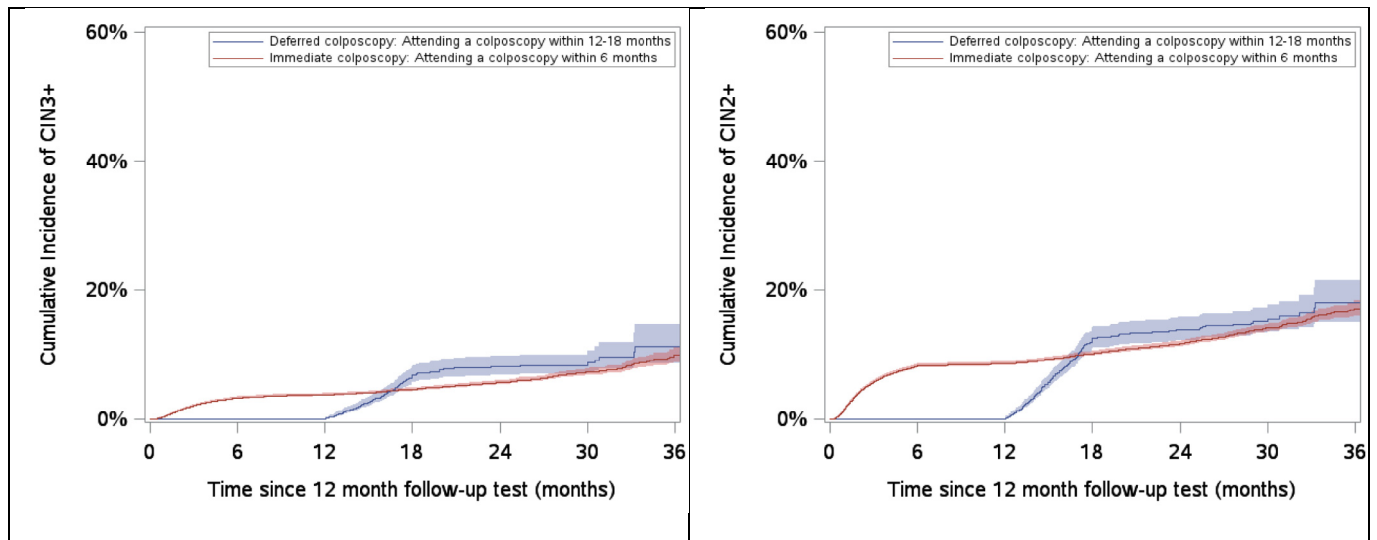 60%
40%
20%
0%
Cumulative Incidence of CIN3+
Deferred colposcopy: Attending a colposcopy within 12-18 months
Immediate colposcopy: Attending a colposcopy within 6 months
0 6 12 18 24 30 36
Time since 12 month follow-up test (months)
60%
40%
20%
0%
Cumulative Incidence of CIN2+
Deferred colposcopy: Attending a colposcopy within 12-18 months
Immediate colposcopy: Attending a colposcopy within 6 months
0 6 12 18 24 30 36
Time since 12 month follow-up test (months)